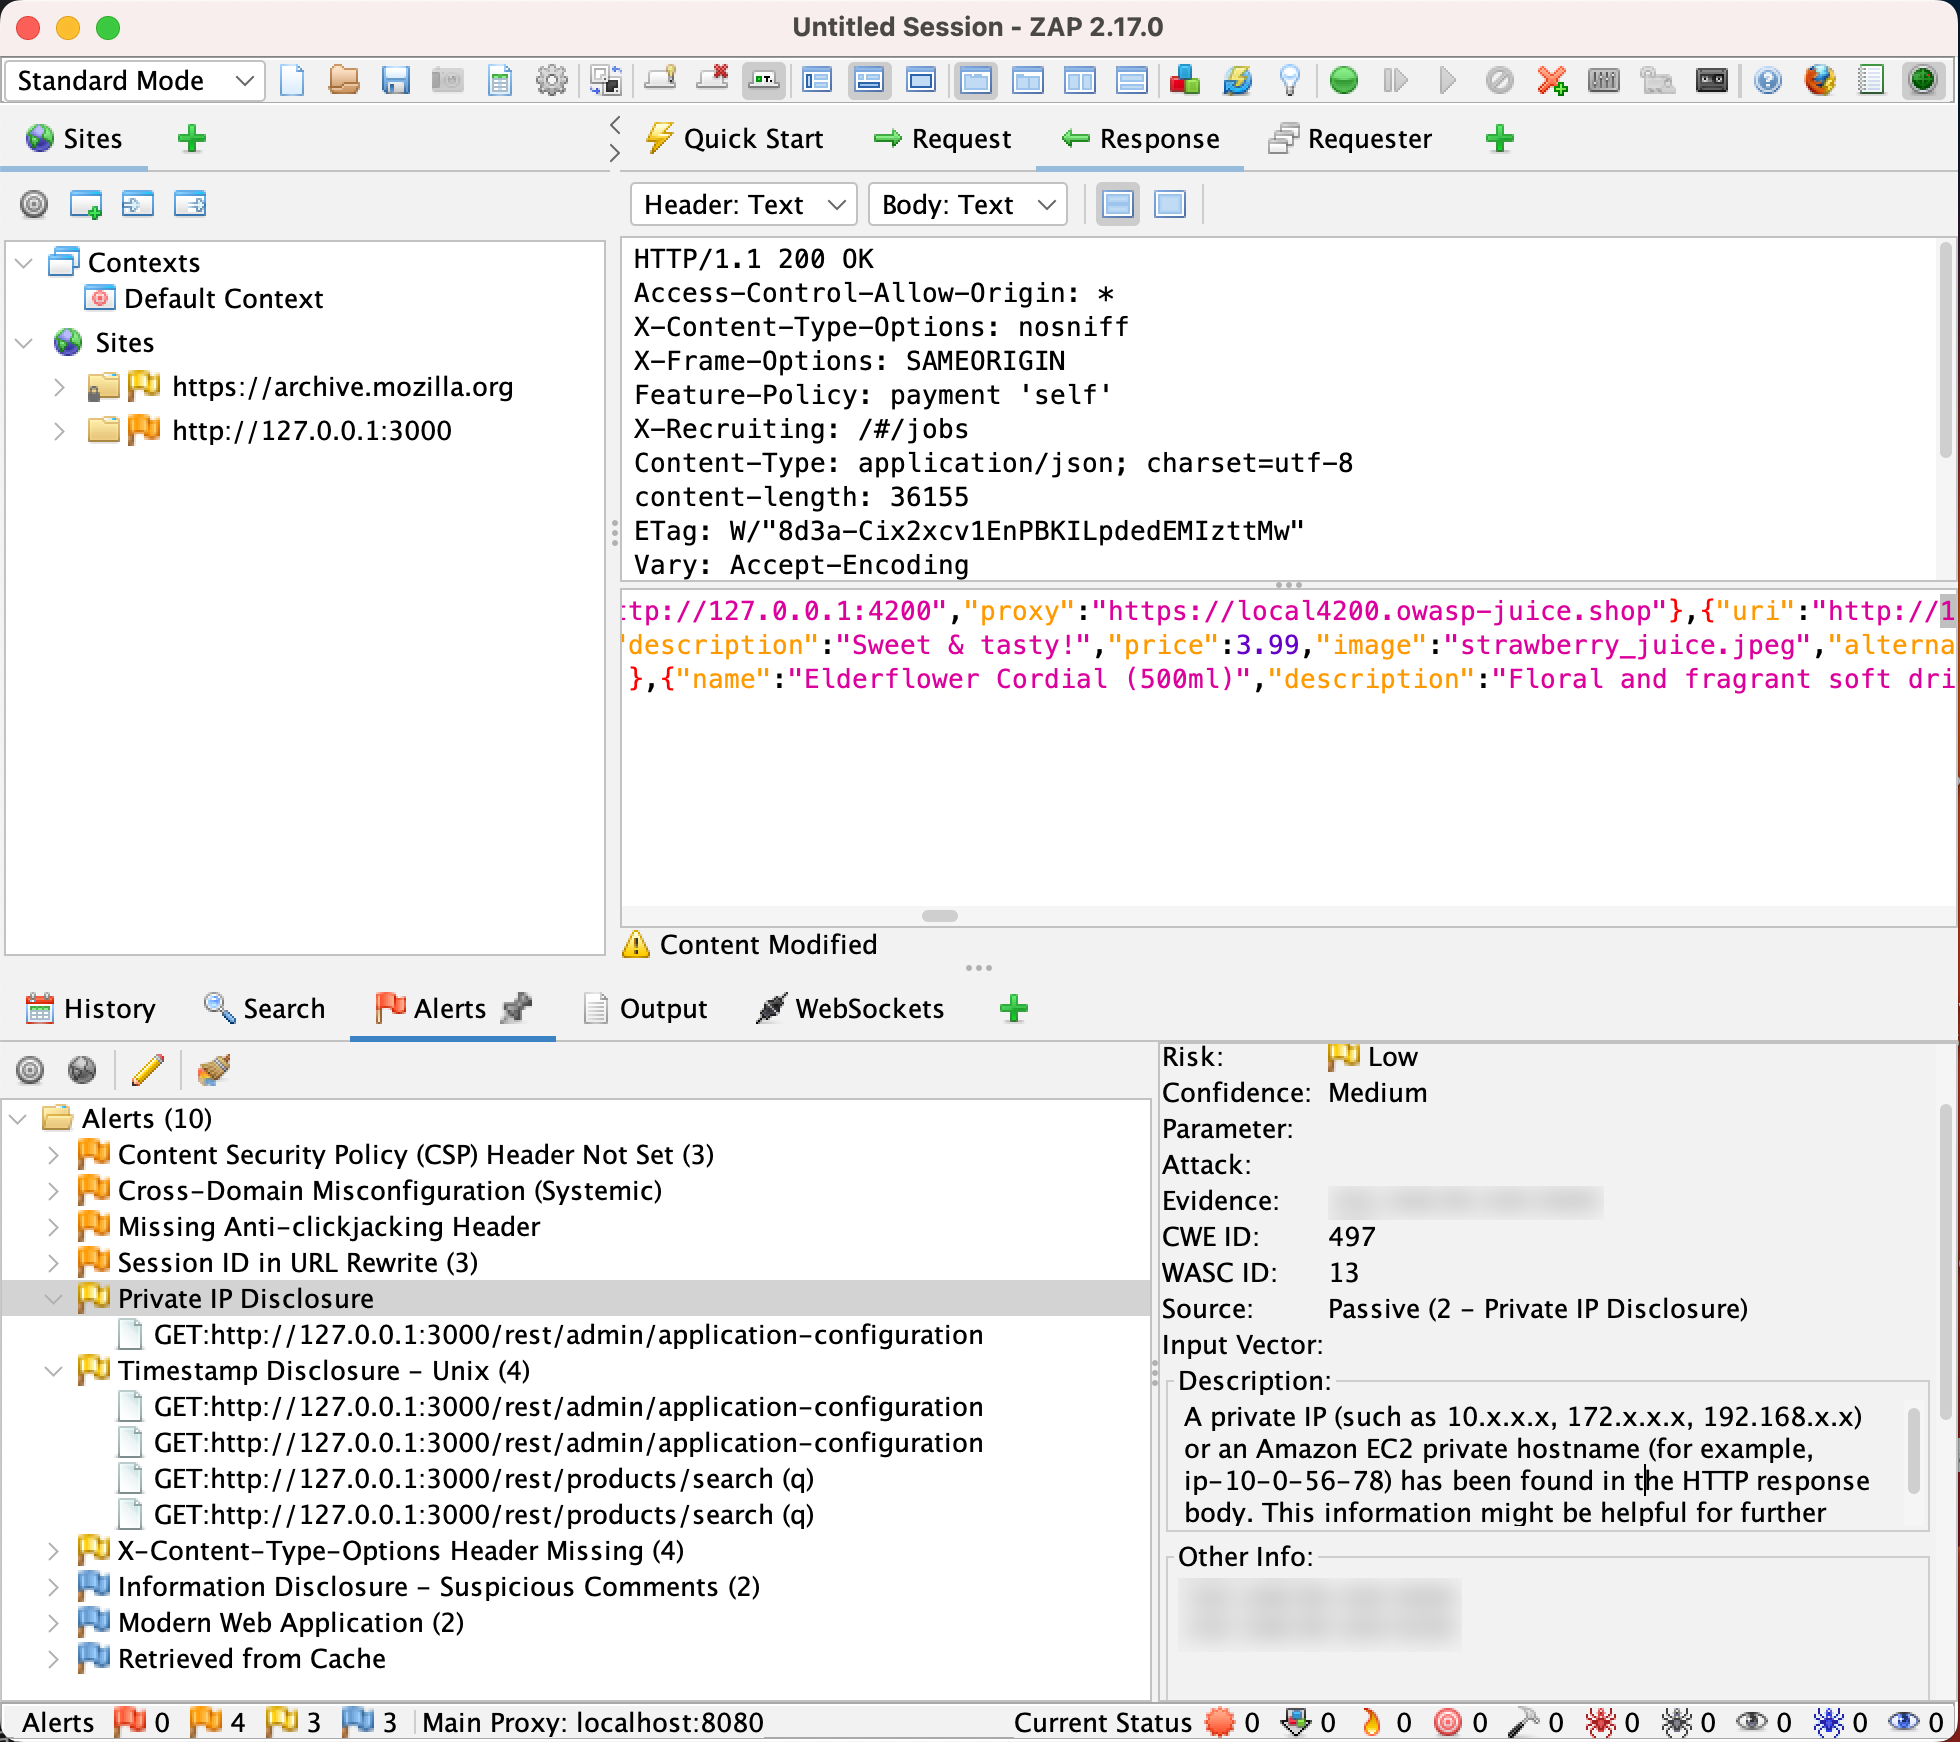 Untitled Session - ZAP 2.17.0
Standard Mode
Sites
Quick Start
Request
Response
Requester
Header: Text
Body: Text
Contexts
Default Context
Sites
https://archive.mozilla.org
http://127.0.0.1:3000
HTTP/1.1 200 OK
Access-Control-Allow-Origin: *
X-Content-Type-Options: nosniff
X-Frame-Options: SAMEORIGIN
Feature-Policy: payment 'self'
X-Recruiting: /#/jobs
Content-Type: application/json; charset=utf-8
content-length: 36155
ETag: W/"8d3a-Cix2xcv1EnPBKILpdedEMIzttMw"
Vary: Accept-Encoding
ttp://127.0.0.1:4200","proxy":"https://local4200.owasp-juice.shop"},{"uri":"http://1
"description":"Sweet & tasty!","price":3.99,"image":"strawberry_juice.jpeg","alterna
},{"name":"Elderflower Cordial (500ml)","description":"Floral and fragrant soft dri
Content Modified
History
Search
Alerts
Output
WebSockets
Alerts (10)
Content Security Policy (CSP) Header Not Set (3)
Cross-Domain Misconfiguration (Systemic)
Missing Anti-clickjacking Header
Session ID in URL Rewrite (3)
Private IP Disclosure
GET:http://127.0.0.1:3000/rest/admin/application-configuration
Timestamp Disclosure - Unix (4)
GET:http://127.0.0.1:3000/rest/admin/application-configuration
GET:http://127.0.0.1:3000/rest/admin/application-configuration
GET:http://127.0.0.1:3000/rest/products/search (q)
GET:http://127.0.0.1:3000/rest/products/search (q)
X-Content-Type-Options Header Missing (4)
Information Disclosure - Suspicious Comments (2)
Modern Web Application (2)
Retrieved from Cache
Risk: Low
Confidence: Medium
Parameter:
Attack:
Evidence:
CWE ID: 497
WASC ID: 13
Source: Passive (2 - Private IP Disclosure)
Input Vector:
Description:
A private IP (such as 10.x.x.x, 172.x.x.x, 192.168.x.x)
or an Amazon EC2 private hostname (for example,
ip-10-0-56-78) has been found in the HTTP response
body. This information might be helpful for further
Other Info:
Alerts 0 4 3 3 Main Proxy: localhost:8080 Current Status 0 0 0 0 0 0 0 0 0 0